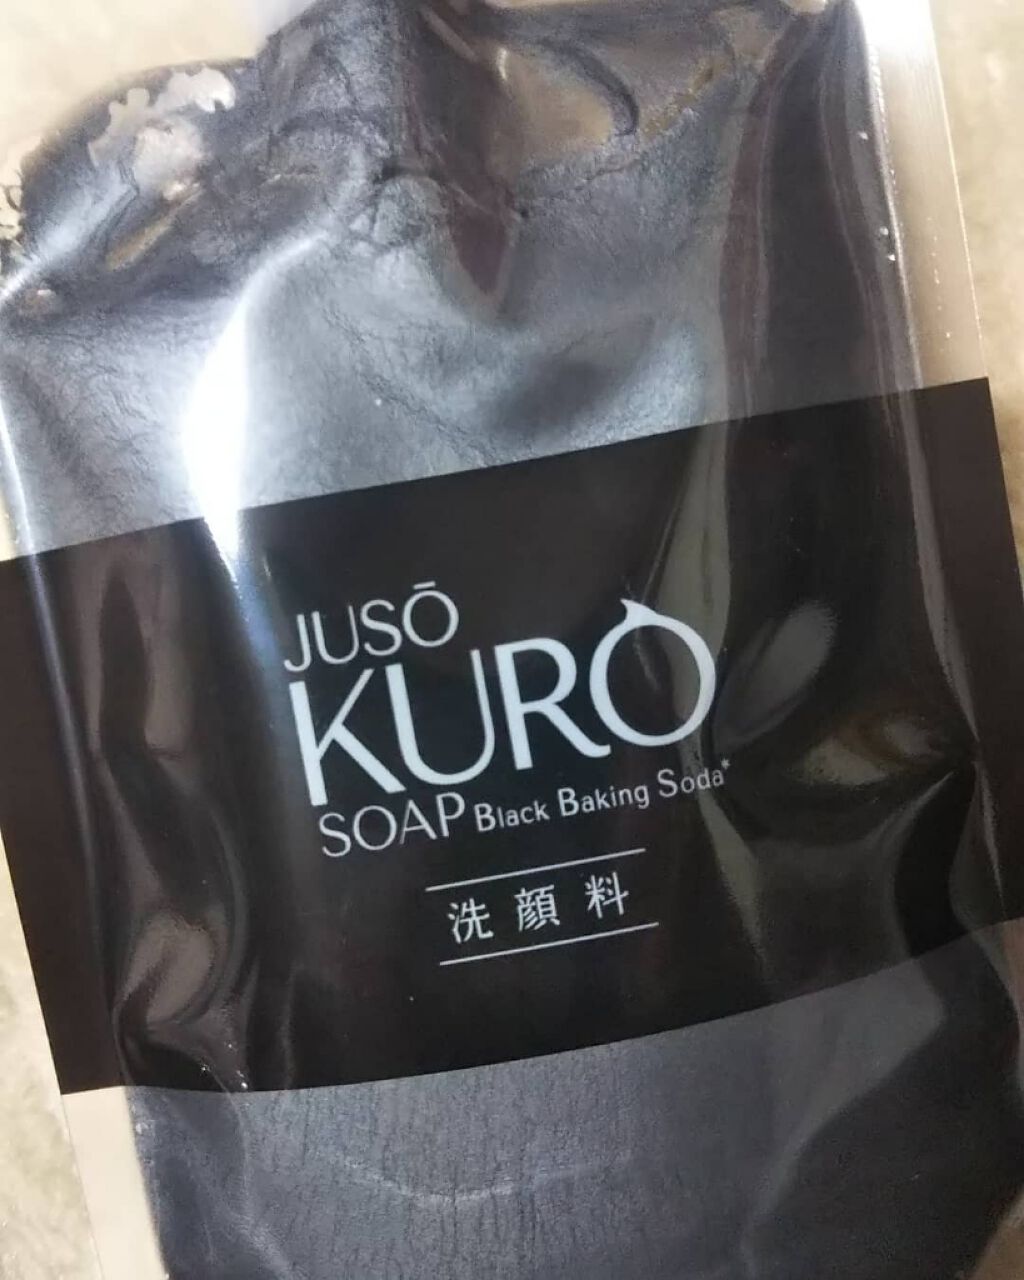 JUSŌ
KURO
SOAP Black Baking Soda*
洗顔料